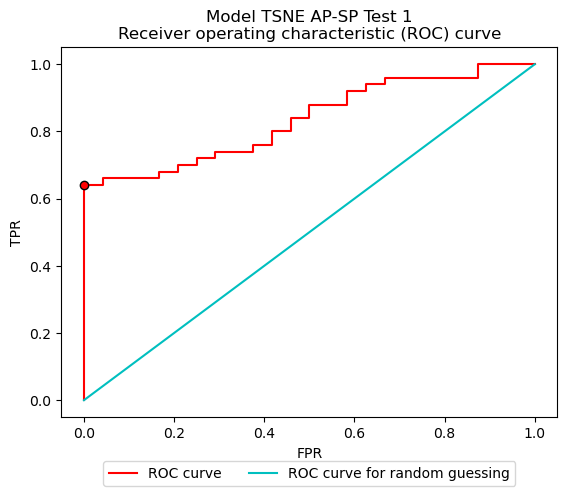 Model TSNE AP-SP Test 1
Receiver operating characteristic (ROC) curve
1.0
0.8
0.6
0.4
0.2
0.0
TPR
0.0 0.2 0.4 0.6 0.8 1.0
FPR
ROC curve ROC curve for random guessing